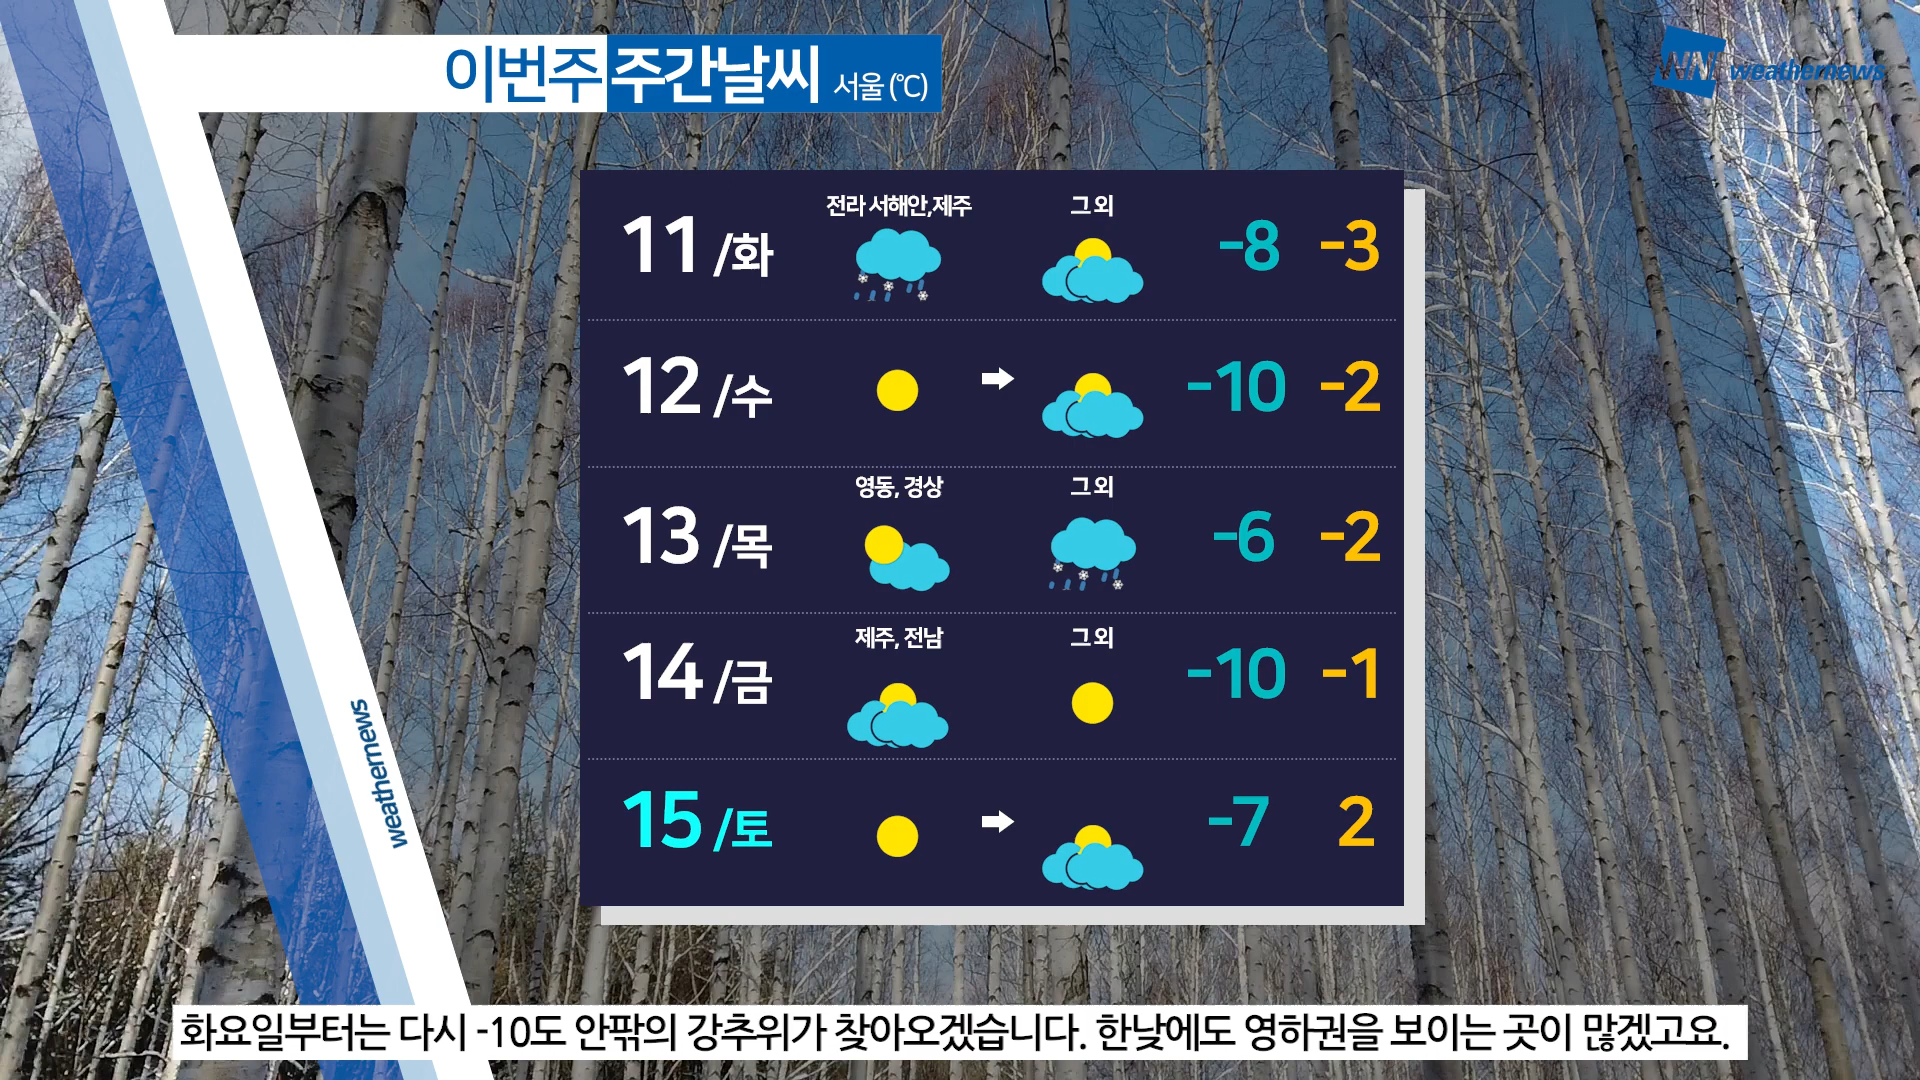 이번주 주간날씨 서울 (℃)
WN weathernews
전라 서해안,제주 그 외
11 /화 -8 -3
12 /수 -10 -2
영동, 경상 그 외
13 /목 -6 -2
제주, 전남 그 외
14 /금 -10 -1
15 /토 -7 2
weathernews
화요일부터는 다시 -10도 안팎의 강추위가 찾아오겠습니다. 한낮에도 영하권을 보이는 곳이 많겠고요.